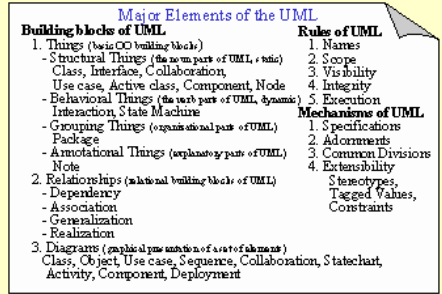 Major Elements of the UML
Building blocks of UML
1. Things (basic OO building blocks)
- Structural Things (the noun parts of UML, static)
Class, Interface, Collaboration,
Use case, Active class, Component, Node
- Behavioral Things (the verb parts of UML, dynamic)
Interaction, State Machine
- Grouping Things (organisational parts of UML)
Package
- Annotational Things (explanatory parts of UML)
Note
2. Relationships (relational building blocks of UML)
- Dependency
- Association
- Generalization
- Realization
3. Diagrams (graphical presentation of a set of elements)
Class, Object, Use case, Sequence, Collaboration, Statechart,
Activity, Component, Deployment
Rules of UML
1. Names
2. Scope
3. Visibility
4. Integrity
5. Execution
Mechanisms of UML
1. Specifications
2. Adornments
3. Common Divisions
4. Extensibility
Stereotypes,
Tagged Values,
Constraints